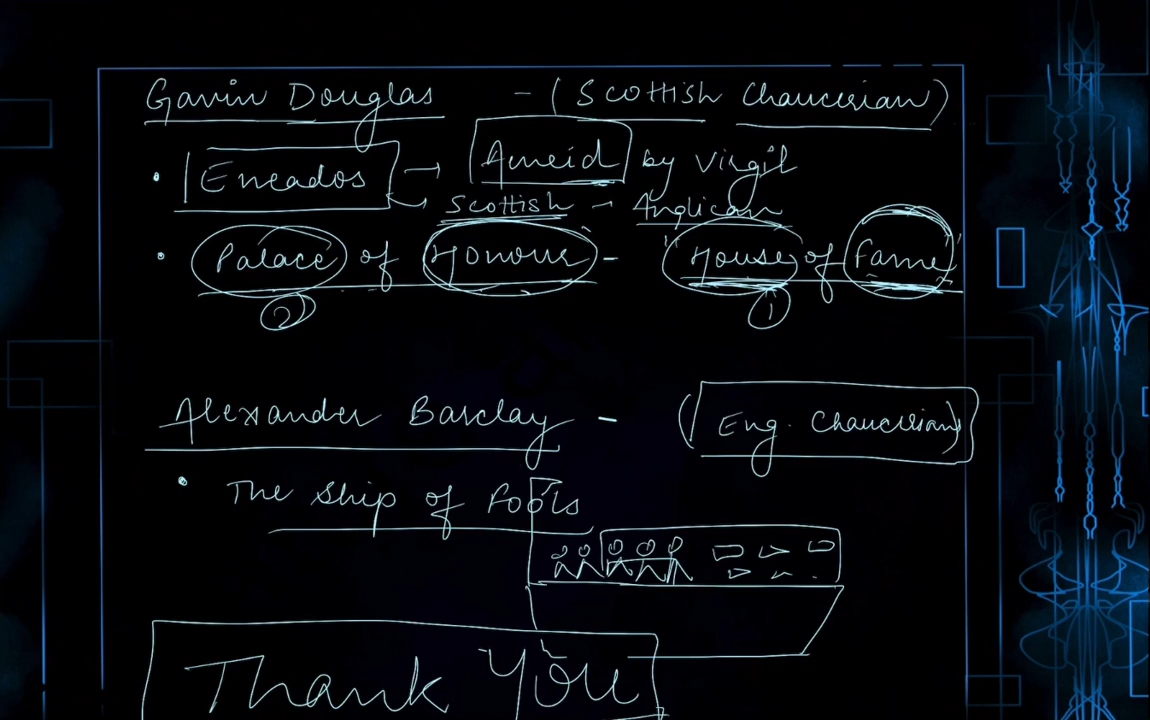 Gavin Douglas - (Scottish Chaucerian)
• Eneados → Aeneid by Virgil
→ Scottish - Anglican
• Palace of Honour - "House of Fame"
2 1
Alexander Barclay - (Eng. Chaucerian)
• The Ship of Fools
Thank You